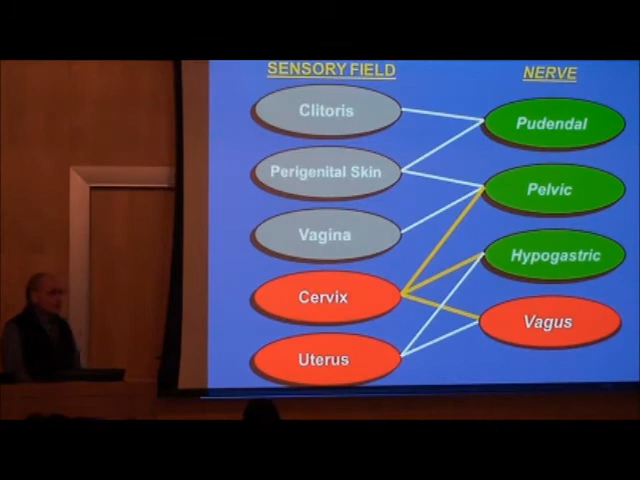 SENSORY FIELD
NERVE
Clitoris
Pudendal
Perigenital Skin
Pelvic
Vagina
Hypogastric
Cervix
Vagus
Uterus